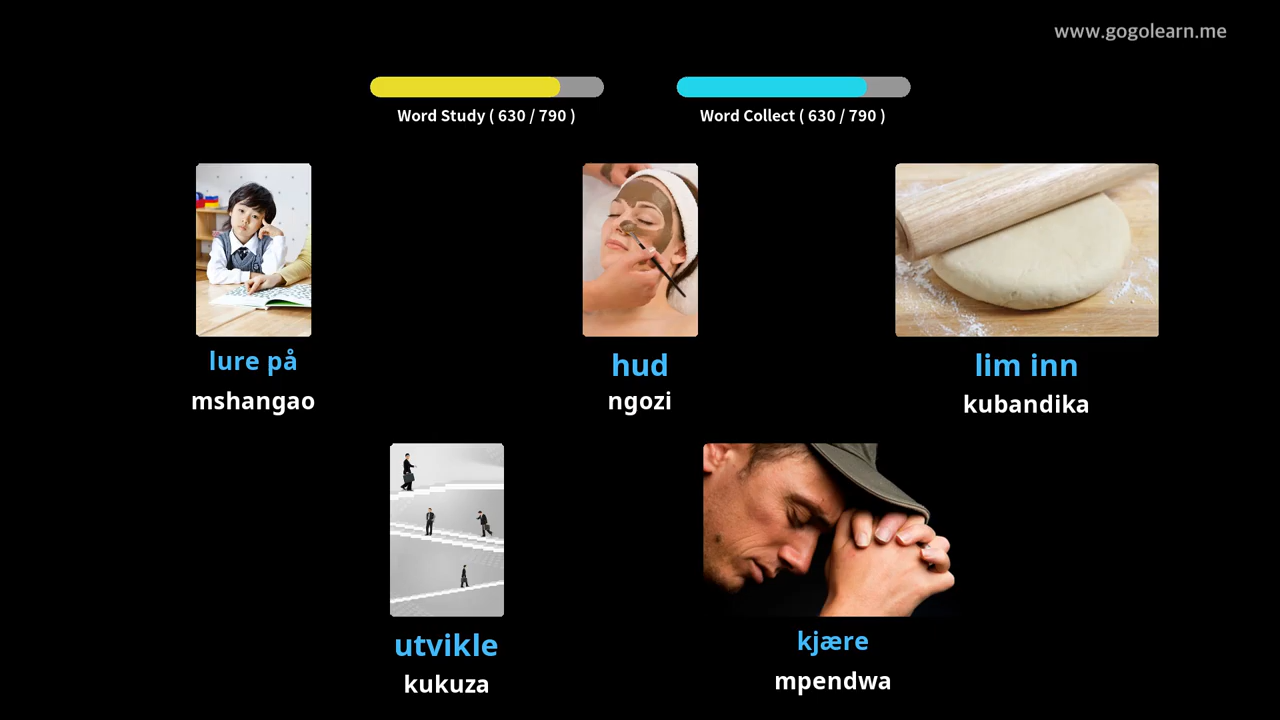 www.gogolearn.me
Word Study ( 630 / 790 )
Word Collect ( 630 / 790 )
lure på
mshangao
hud
ngozi
lim inn
kubandika
utvikle
kukuza
kjære
mpendwa